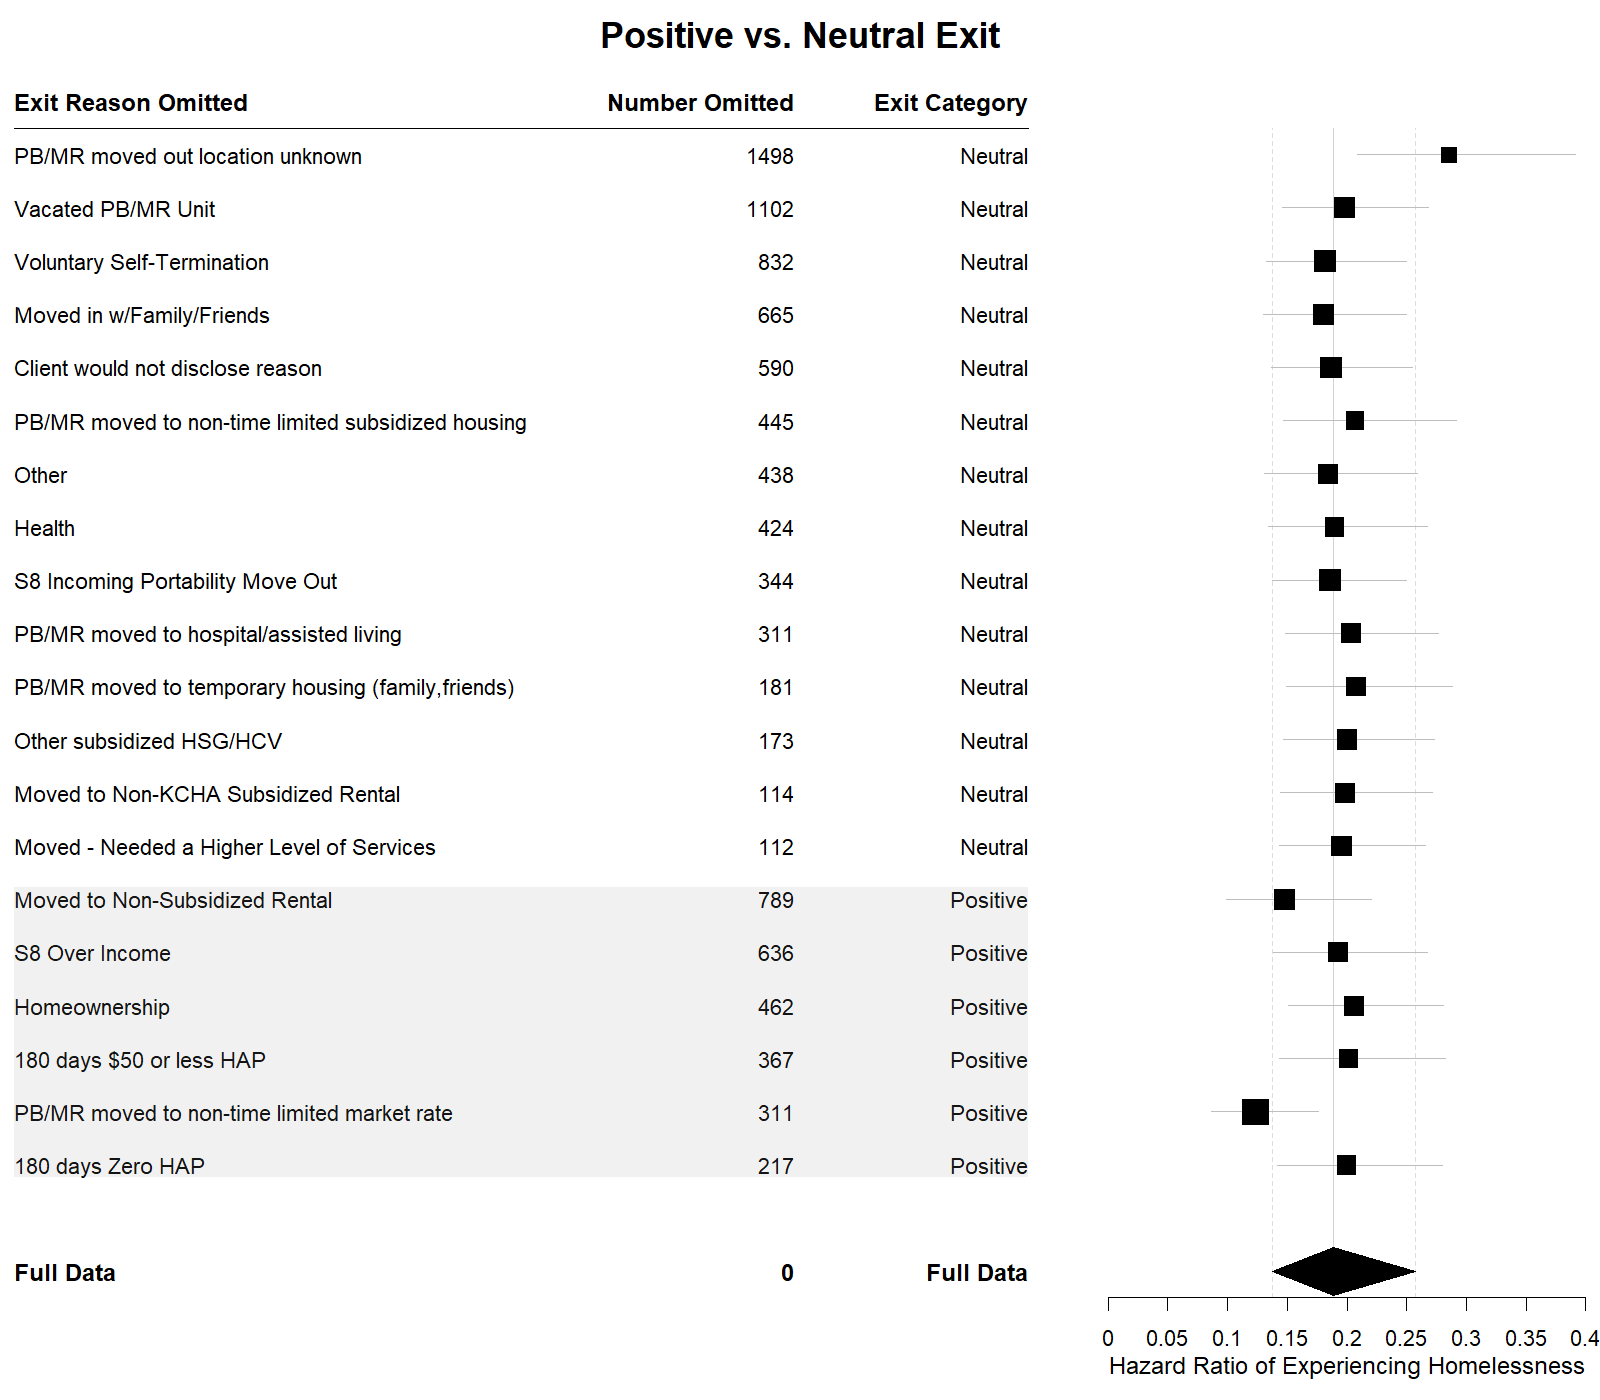 Positive vs. Neutral Exit
Exit Reason Omitted Number Omitted Exit Category
PB/MR moved out location unknown 1498 Neutral
Vacated PB/MR Unit 1102 Neutral
Voluntary Self-Termination 832 Neutral
Moved in w/Family/Friends 665 Neutral
Client would not disclose reason 590 Neutral
PB/MR moved to non-time limited subsidized housing 445 Neutral
Other 438 Neutral
Health 424 Neutral
S8 Incoming Portability Move Out 344 Neutral
PB/MR moved to hospital/assisted living 311 Neutral
PB/MR moved to temporary housing (family,friends) 181 Neutral
Other subsidized HSG/HCV 173 Neutral
Moved to Non-KCHA Subsidized Rental 114 Neutral
Moved - Needed a Higher Level of Services 112 Neutral
Moved to Non-Subsidized Rental 789 Positive
S8 Over Income 636 Positive
Homeownership 462 Positive
180 days $50 or less HAP 367 Positive
PB/MR moved to non-time limited market rate 311 Positive
180 days Zero HAP 217 Positive
Full Data 0 Full Data
0 0.05 0.1 0.15 0.2 0.25 0.3 0.35 0.4
Hazard Ratio of Experiencing Homelessness